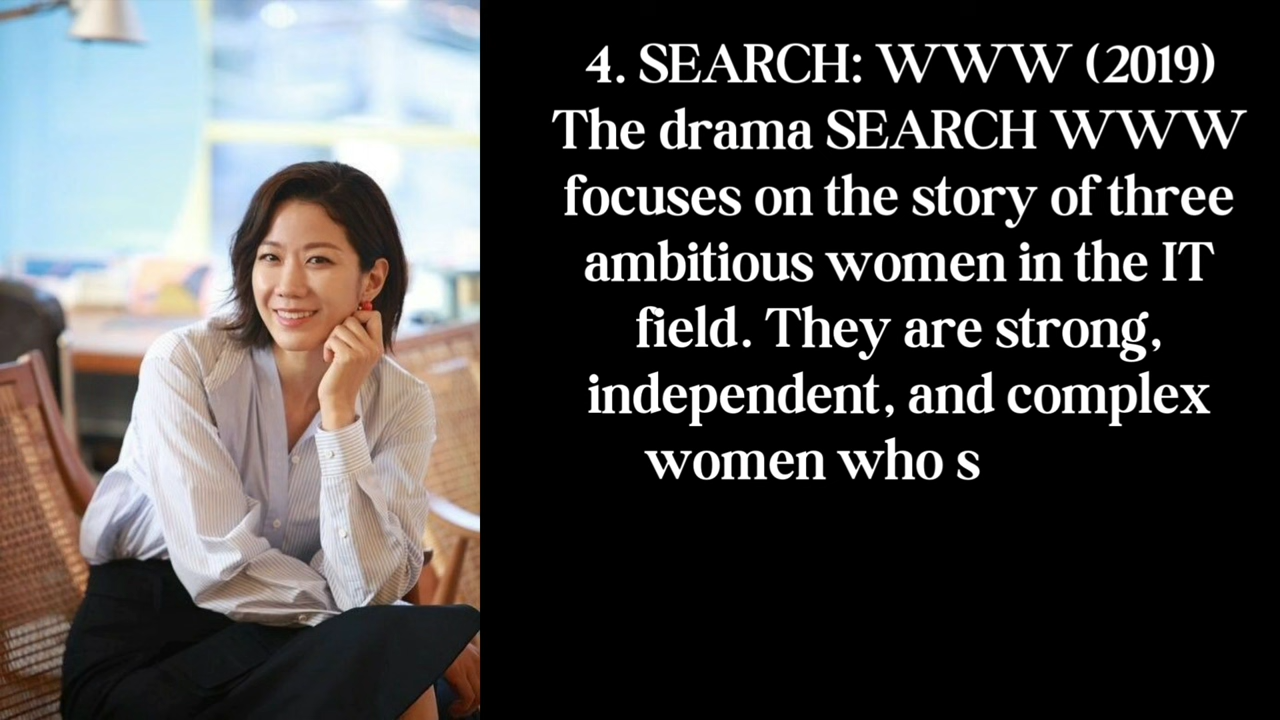 4. SEARCH: WWW (2019)
The drama SEARCH WWW
focuses on the story of three
ambitious women in the IT
field. They are strong,
independent, and complex
women who s